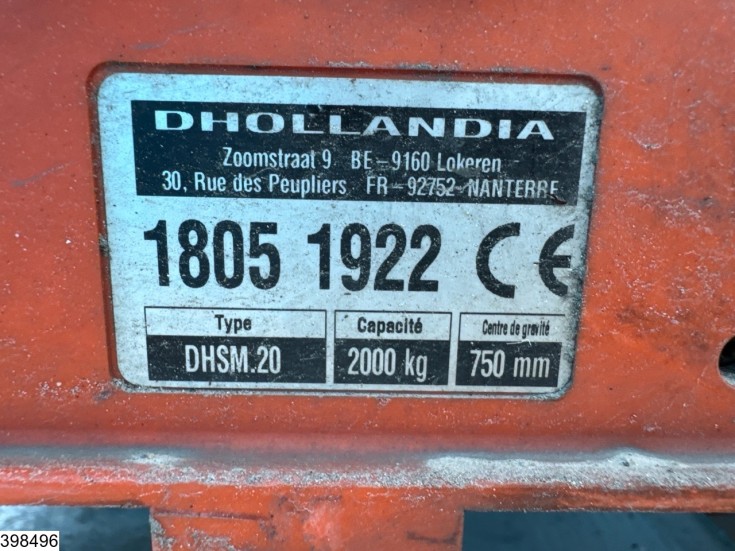 DHOLLANDIA
Zoomstraat 9 BE-9160 Lokeren
30, Rue des Peupliers FR-92752-NANTERRE
1805 1922 CE
Type Capacité Centre de gravité
DHSM.20 2000 kg 750 mm
398496